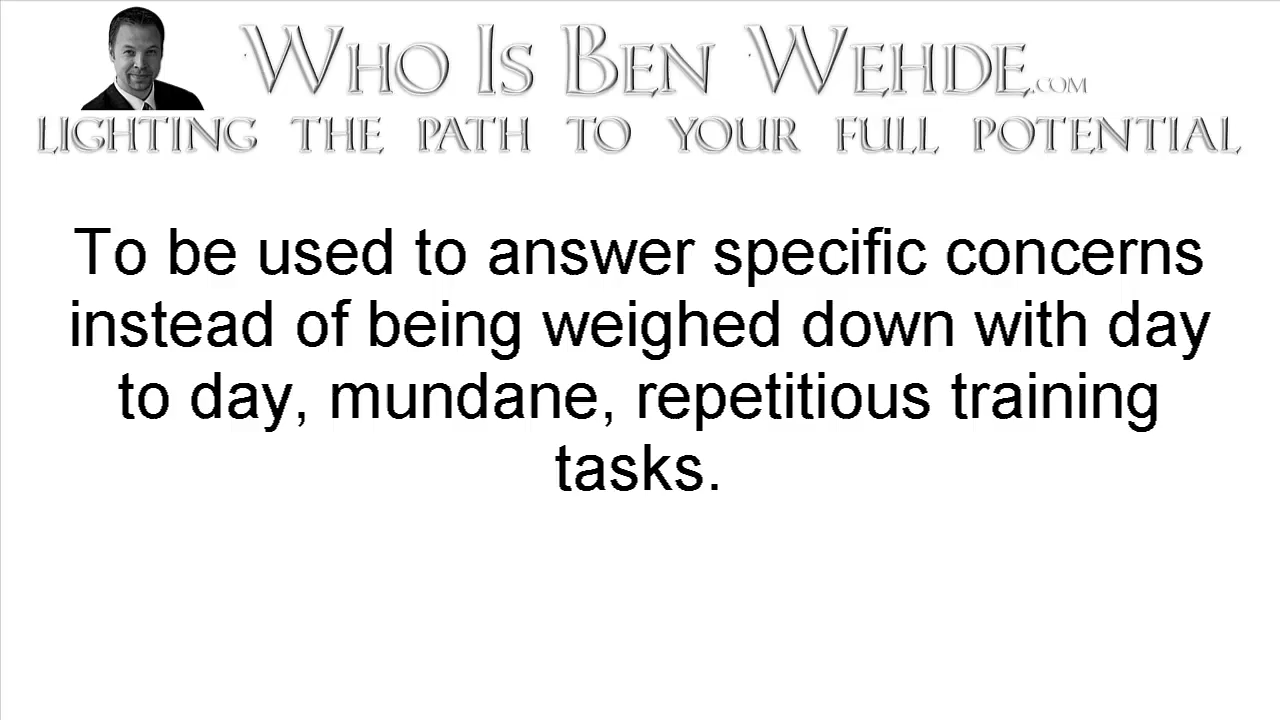 Who Is Ben Wehde.com
Lighting the path to your full potential
To be used to answer specific concerns
instead of being weighed down with day
to day, mundane, repetitious training
tasks.